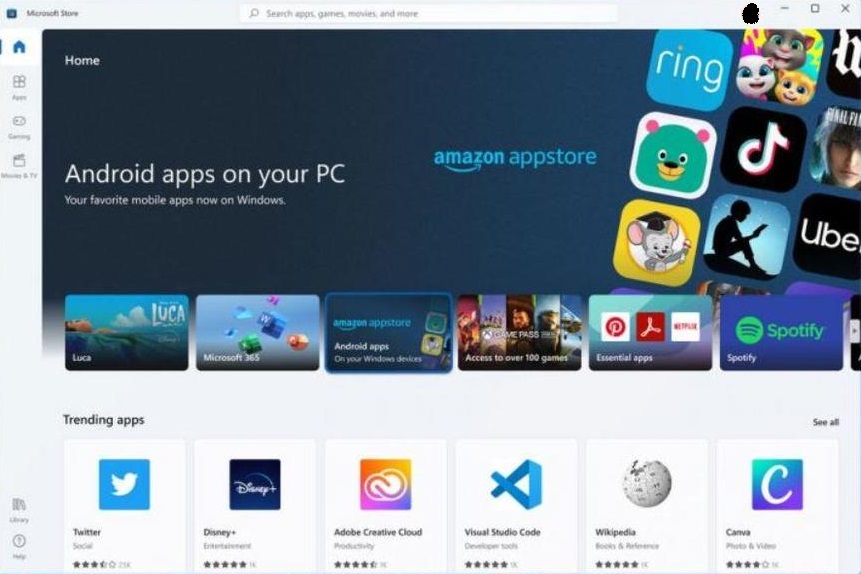 Microsoft Store
Search apps, games, movies, and more
Home
Apps
Gaming
Movies & TV
Android apps on your PC
Your favorite mobile apps now on Windows.
amazon appstore
ring
FINAL FAN
Uber
LUCA
Luca
W
Microsoft 365
amazon appstore
Android apps
On your Windows devices
GAME PASS
Access to over 100 games
NETFLIX
Essential apps
Spotify
Spotify
Trending apps
See all
Disney+
C
Twitter
Social
25K
Disney+
Entertainment
1K
Adobe Creative Cloud
Productivity
1K
Visual Studio Code
Developer tools
1K
Wikipedia
Books & Reference
1K
Canva
Photo & Video
1K
Library
Help